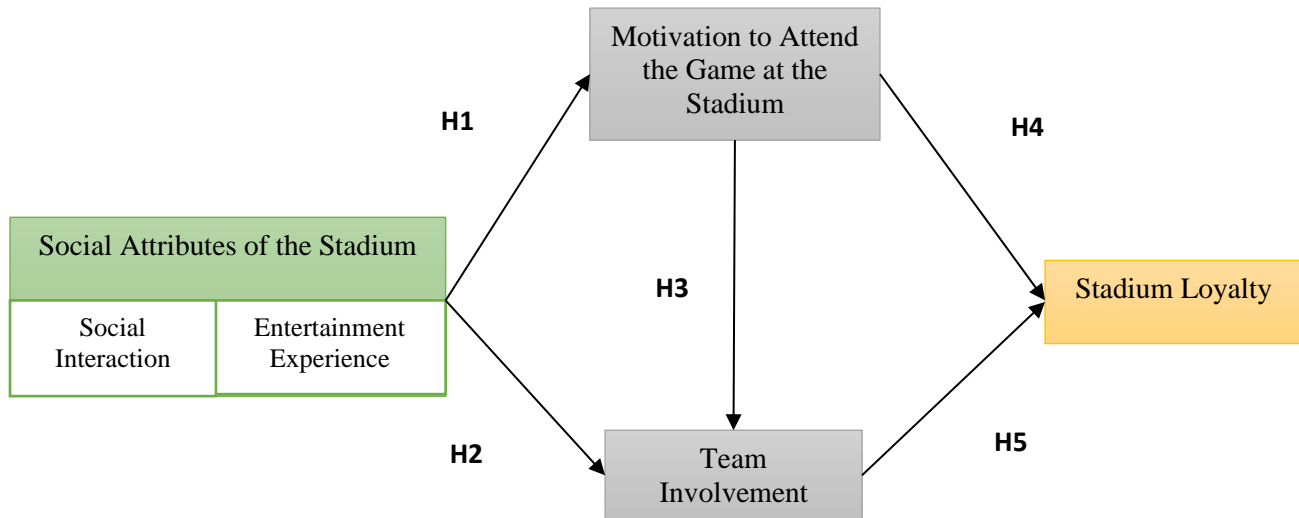 Motivation to Attend
the Game at the
Stadium
H1
H4
Social Attributes of the Stadium
Social
Interaction
Entertainment
Experience
H3
Stadium Loyalty
H2
H5
Team
Involvement